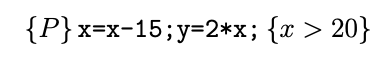 {P} x=x-15;y=2*x; {x > 20}